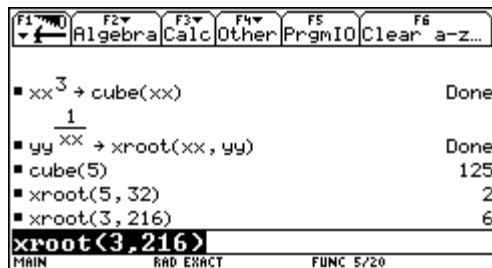 F1 F2 F3 F4 F5 F6
Algebra Calc Other PrgmIO Clear a-z…
▪ xx³ → cube(xx) Done
▪ yy^(1/xx) → xroot(xx, yy) Done
▪ cube(5) 125
▪ xroot(5, 32) 2
▪ xroot(3, 216) 6
xroot(3,216)
MAIN RAD EXACT FUNC 5/20